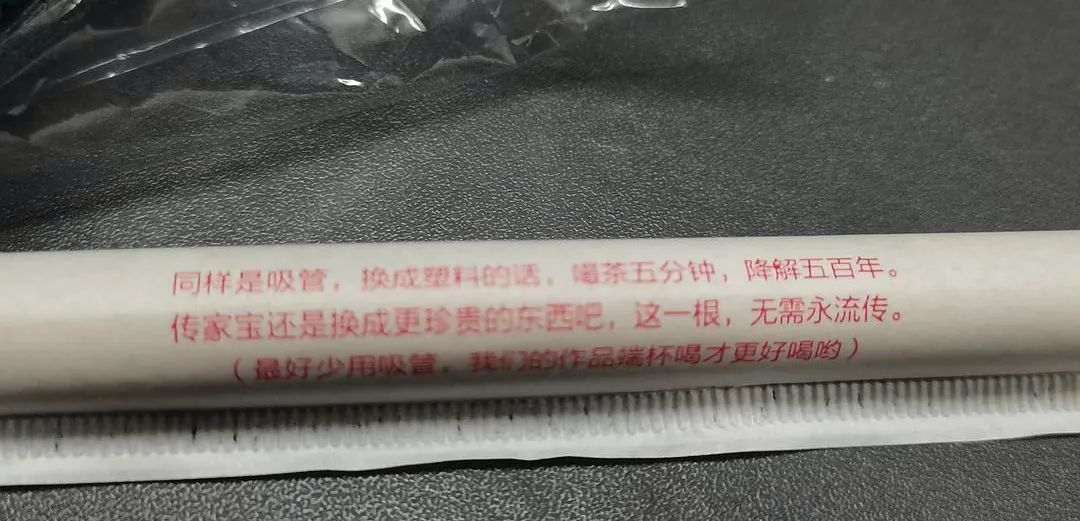 同样是吸管，换成塑料的话，喝茶五分钟，降解五百年。
传家宝还是换成更珍贵的东西吧，这一根，无需永流传。
（最好少用吸管，我们的作品端杯喝才更好喝哟）